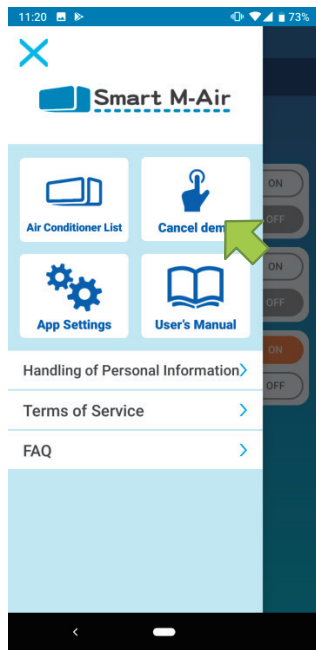 11:20
73%
Smart M-Air
ON
Air Conditioner List
Cancel
OFF
ON
App Settings
User's Manual
OFF
ON
Handling of Personal Information
OFF
Terms of Service
FAQ